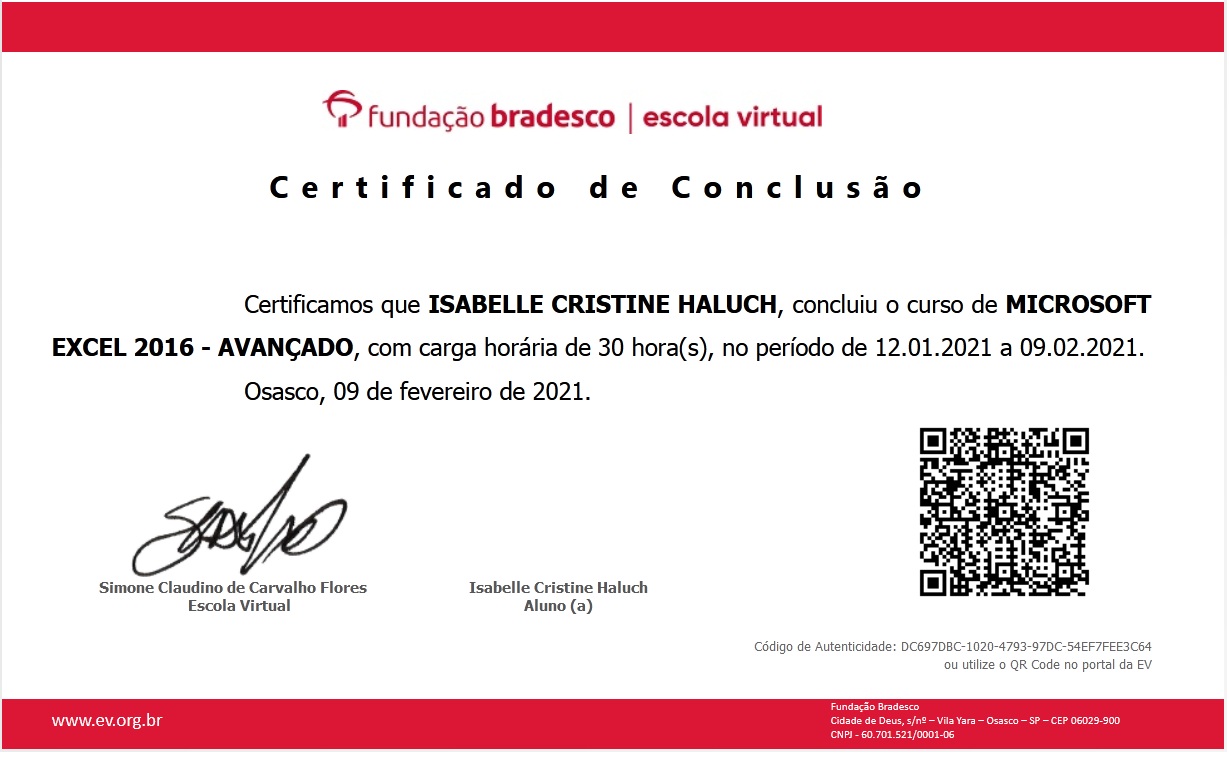 fundação bradesco | escola virtual
Certificado de Conclusão
Certificamos que ISABELLE CRISTINE HALUCH, concluiu o curso de MICROSOFT
EXCEL 2016 - AVANÇADO, com carga horária de 30 hora(s), no período de 12.01.2021 a 09.02.2021.
Osasco, 09 de fevereiro de 2021.
Simone Claudino de Carvalho Flores
Escola Virtual
Isabelle Cristine Haluch
Aluno (a)
Código de Autenticidade: DC697DBC-1020-4793-97DC-54EF7FEE3C64
ou utilize o QR Code no portal da EV
www.ev.org.br
Fundação Bradesco
Cidade de Deus, s/nº – Vila Yara – Osasco – SP – CEP 06029-900
CNPJ - 60.701.521/0001-06